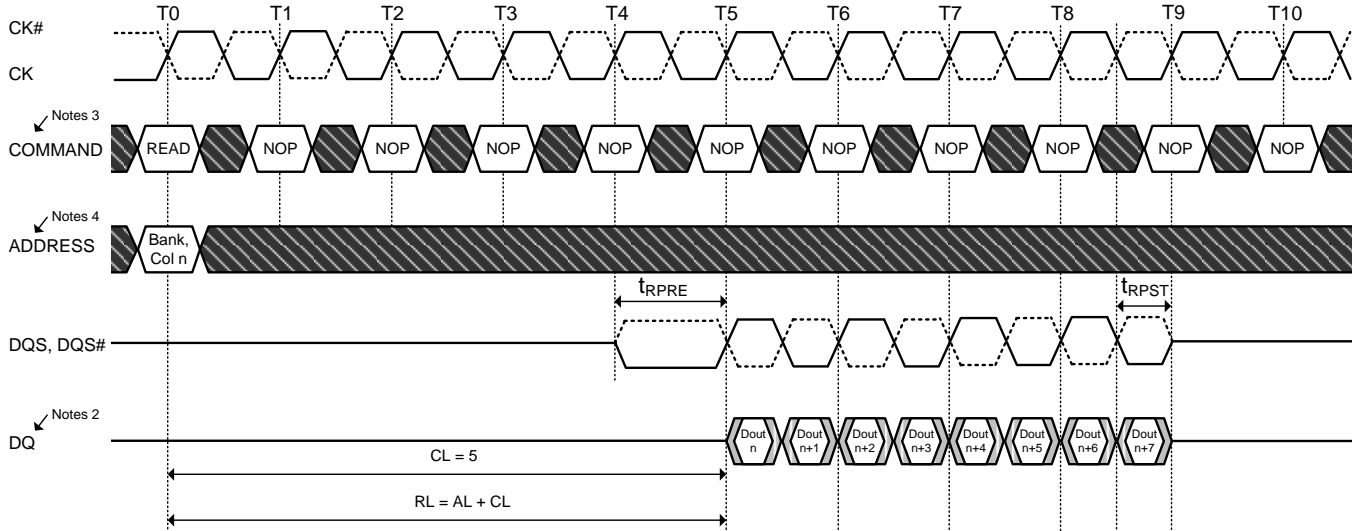 T0 T1 T2 T3 T4 T5 T6 T7 T8 T9 T10
CK#
CK
Notes 3
COMMAND READ NOP NOP NOP NOP NOP NOP NOP NOP NOP NOP
Notes 4
ADDRESS
Bank,
Col n
tRPRE tRPST
DQS, DQS#
Notes 2
DQ
Dout Dout Dout Dout Dout Dout Dout Dout
n n+1 n+2 n+3 n+4 n+5 n+6 n+7
CL = 5
RL = AL + CL